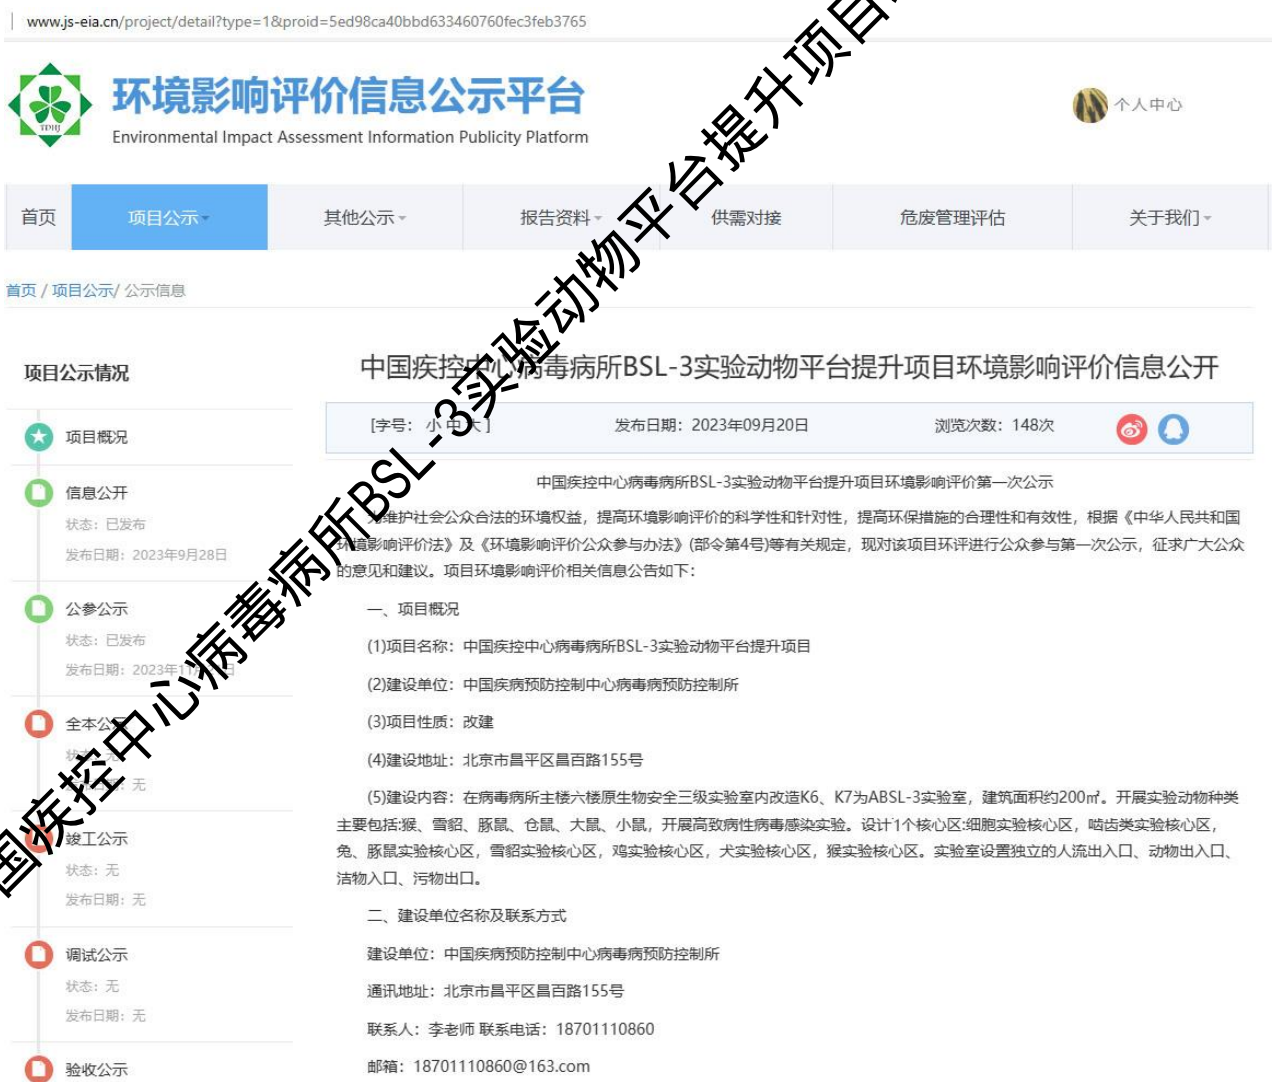 www.js-eia.cn/project/detail?type=1&proid=5ed98ca40bbd633460760fec3feb3765
环境影响评价信息公示平台
Environmental Impact Assessment Information Publicity Platform
TDHJ
个人中心
首页 项目公示 其他公示 报告资料 供需对接 危废管理评估 关于我们
首页 / 项目公示/ 公示信息
项目公示情况
项目概况
信息公开
状态：已发布
发布日期：2023年9月28日
公参公示
状态：已发布
发布日期：2023年11 日
全本公
无
竣工公示
状态：无
发布日期：无
调试公示
状态：无
发布日期：无
验收公示
中国疾控中心病毒病所BSL-3实验动物平台提升项目环境影响评价信息公开
[字号： 小 中 大 ] 发布日期：2023年09月20日 浏览次数：148次
中国疾控中心病毒病所BSL-3实验动物平台提升项目环境影响评价第一次公示
为维护社会公众合法的环境权益，提高环境影响评价的科学性和针对性，提高环保措施的合理性和有效性，根据《中华人民共和国
环境影响评价法》及《环境影响评价公众参与办法》(部令第4号)等有关规定，现对该项目环评进行公众参与第一次公示，征求广大公众
的意见和建议。项目环境影响评价相关信息公告如下：
一、项目概况
(1)项目名称：中国疾控中心病毒病所BSL-3实验动物平台提升项目
(2)建设单位：中国疾病预防控制中心病毒病预防控制所
(3)项目性质：改建
(4)建设地址：北京市昌平区昌百路155号
(5)建设内容：在病毒病所主楼六楼原生物安全三级实验室内改造K6、K7为ABSL-3实验室，建筑面积约200㎡。开展实验动物种类
主要包括:猴、雪貂、豚鼠、仓鼠、大鼠、小鼠，开展高致病性病毒感染实验。设计1个核心区:细胞实验核心区，啮齿类实验核心区，
兔、豚鼠实验核心区，雪貂实验核心区，鸡实验核心区，犬实验核心区，猴实验核心区。实验室设置独立的人流出入口、动物出入口、
洁物入口、污物出口。
二、建设单位名称及联系方式
建设单位：中国疾病预防控制中心病毒病预防控制所
通讯地址：北京市昌平区昌百路155号
联系人：李老师 联系电话：18701110860
邮箱：18701110860@163.com
国疾控中心病毒病所BSL-3实验动物平台提升项目